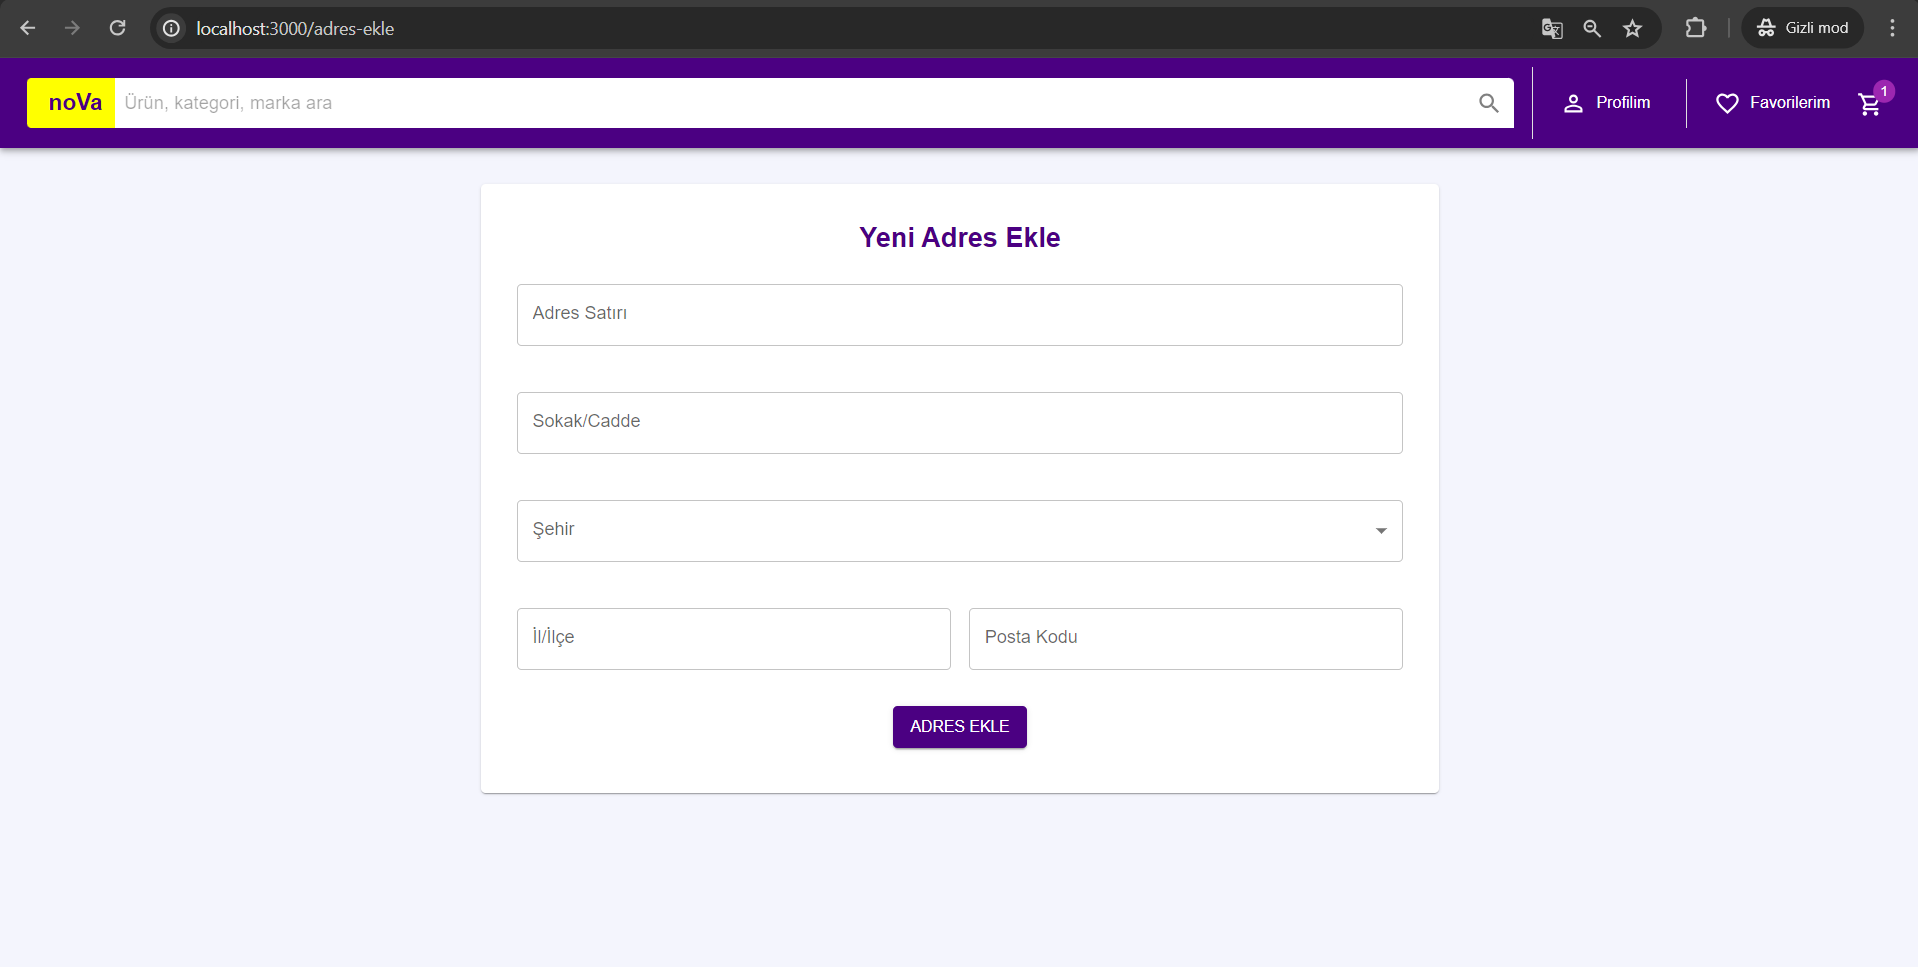 localhost:3000/adres-ekle
Gizli mod
noVa
Ürün, kategori, marka ara
Profilim
Favorilerim
1
Yeni Adres Ekle
Adres Satırı
Sokak/Cadde
Şehir
İl/İlçe
Posta Kodu
ADRES EKLE